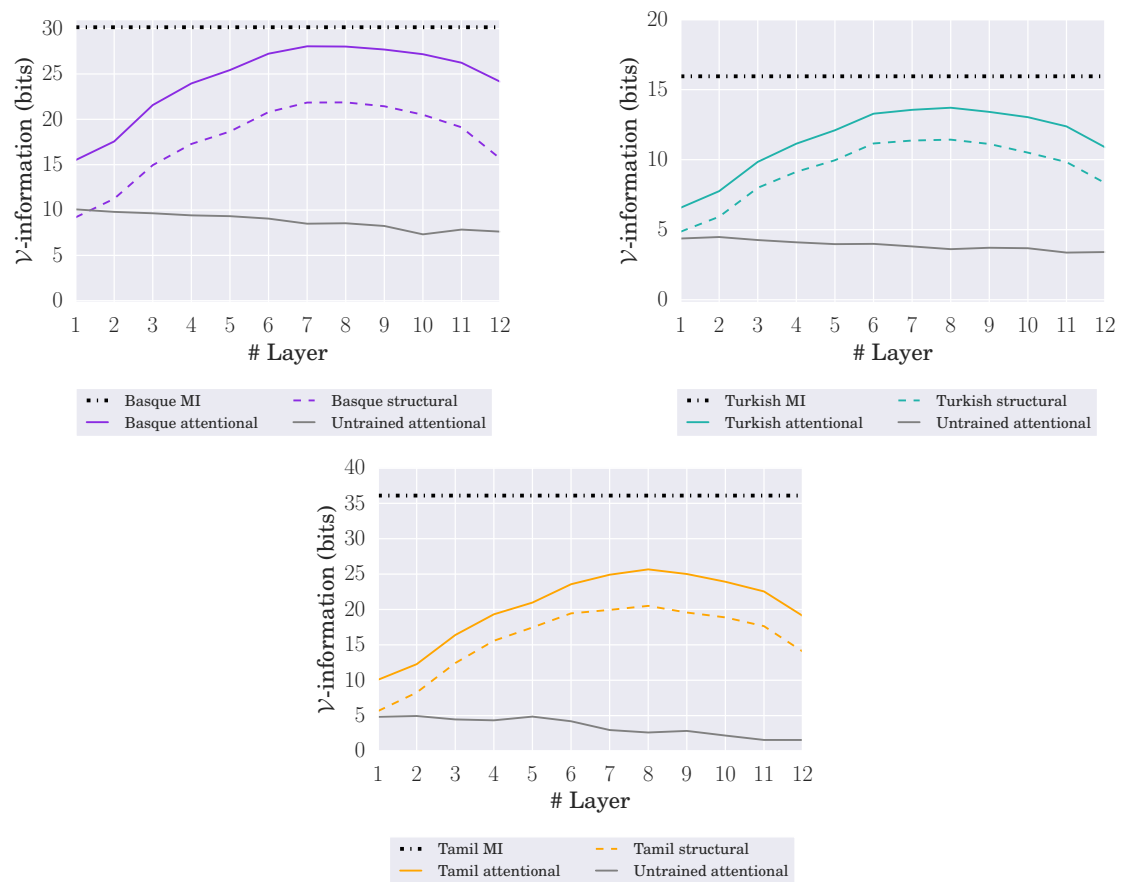 30
25
20
15
10
5
0
𝒱-information (bits)
1 2 3 4 5 6 7 8 9 10 11 12
# Layer
Basque MI
Basque structural
Basque attentional
Untrained attentional
20
15
10
5
0
𝒱-information (bits)
1 2 3 4 5 6 7 8 9 10 11 12
# Layer
Turkish MI
Turkish structural
Turkish attentional
Untrained attentional
40
35
30
25
20
15
10
5
0
𝒱-information (bits)
1 2 3 4 5 6 7 8 9 10 11 12
# Layer
Tamil MI
Tamil structural
Tamil attentional
Untrained attentional